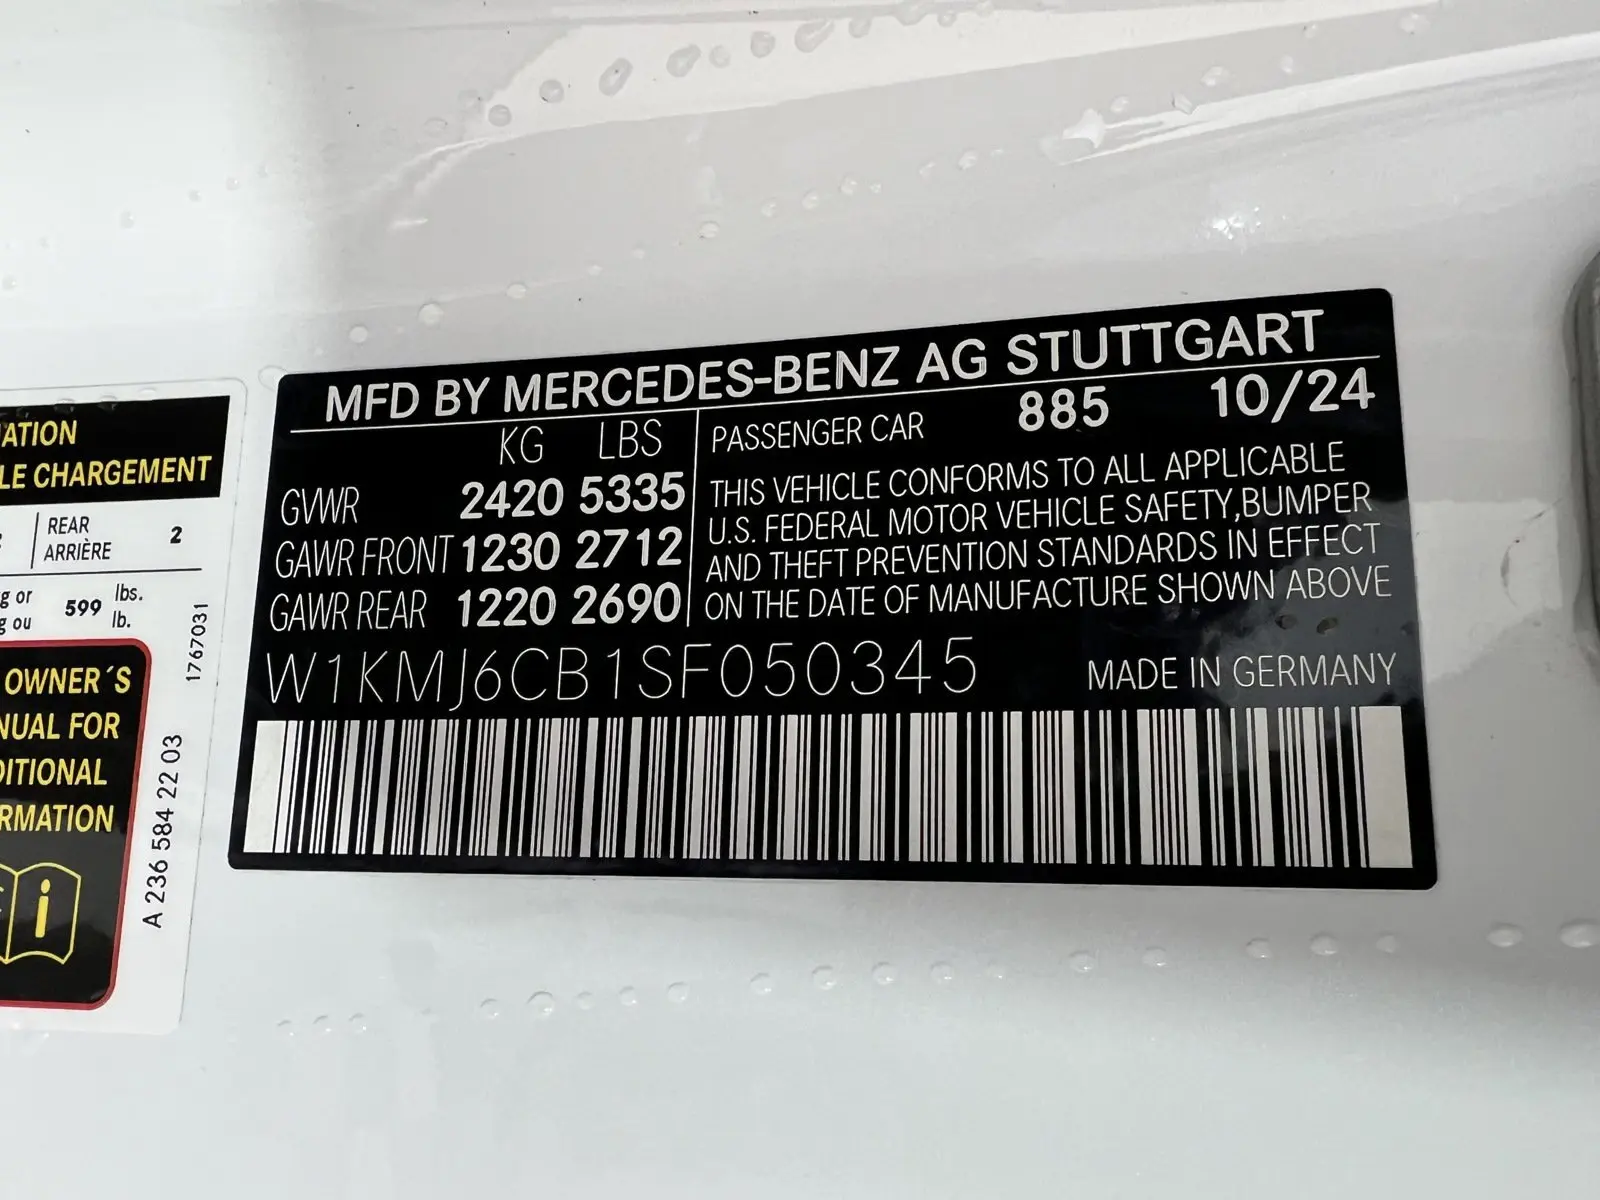 MFD BY MERCEDES-BENZ AG STUTTGART
KG LBS
GVWR 2420 5335
GAWR FRONT 1230 2712
GAWR REAR 1220 2690
PASSENGER CAR 885 10/24
THIS VEHICLE CONFORMS TO ALL APPLICABLE
U.S. FEDERAL MOTOR VEHICLE SAFETY,BUMPER
AND THEFT PREVENTION STANDARDS IN EFFECT
ON THE DATE OF MANUFACTURE SHOWN ABOVE
W1KMJ6CB1SF050345 MADE IN GERMANY
ATION
LE CHARGEMENT
REAR
ARRIÈRE 2
g or 599 lbs.
g ou lb.
1767031
OWNER´S
NUAL FOR
DITIONAL
RMATION
i
A 236 584 22 03